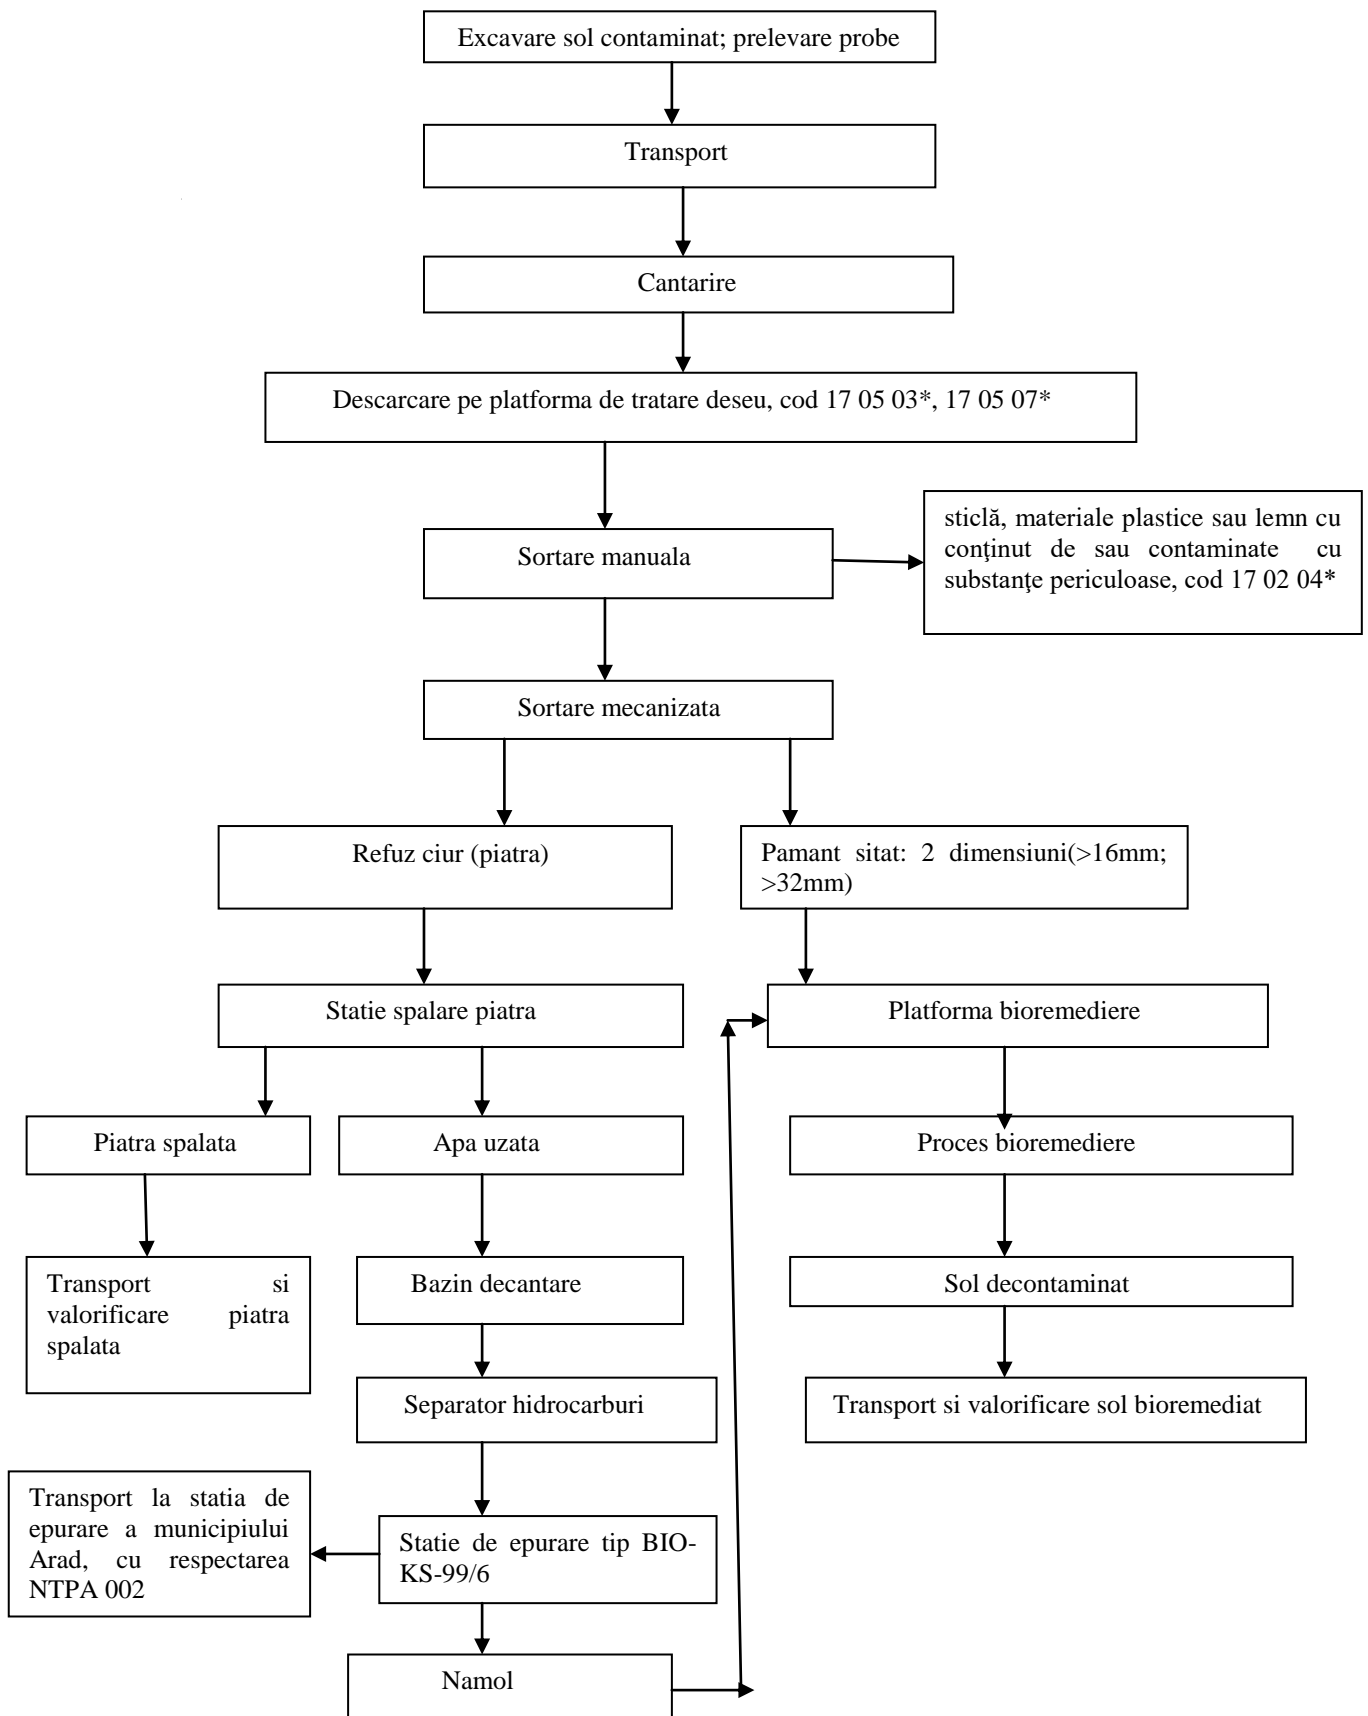 Excavare sol contaminat; prelevare probe
Transport
Cantarire
Descarcare pe platforma de tratare deseu, cod 17 05 03*, 17 05 07*
Sortare manuala
sticlă, materiale plastice sau lemn cu
conţinut de sau contaminate cu
substanţe periculoase, cod 17 02 04*
Sortare mecanizata
Refuz ciur (piatra)
Pamant sitat: 2 dimensiuni(>16mm;
>32mm)
Statie spalare piatra
Platforma bioremediere
Piatra spalata
Apa uzata
Proces bioremediere
Transport si
valorificare piatra
spalata
Bazin decantare
Sol decontaminat
Separator hidrocarburi
Transport si valorificare sol bioremediat
Transport la statia de
epurare a municipiului
Arad, cu respectarea
NTPA 002
Statie de epurare tip BIO-
KS-99/6
Namol